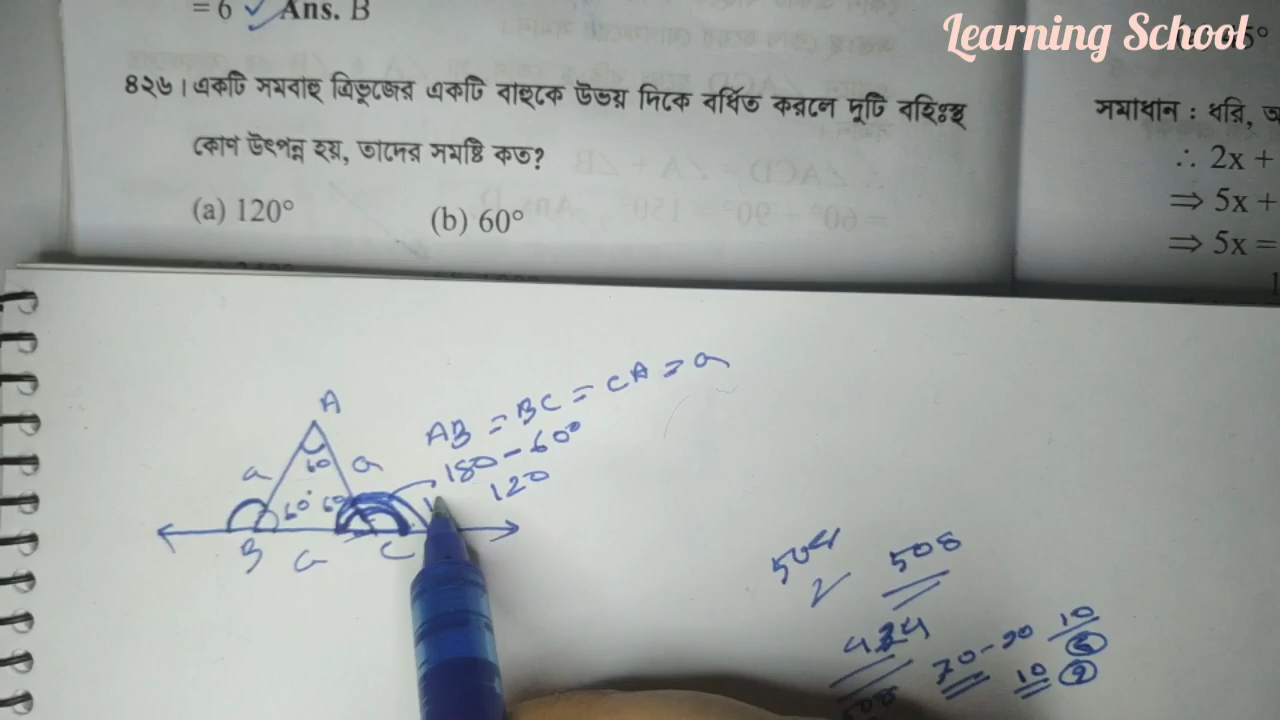 = 6 Ans. B
Learning School
৪২৬। একটি সমবাহু ত্রিভুজের একটি বাহুকে উভয় দিকে বর্ধিত করলে দুটি বহিঃস্থ
কোণ উৎপন্ন হয়, তাদের সমষ্টি কত?
(a) 120° (b) 60°
সমাধান : ধরি,
∴ 2x +
⇒ 5x +
⇒ 5x =
A
AB = BC = CA = a
180 - 60°
120
a 60 a
60° 60
B a C
504 508
434
70-90 10
10
508